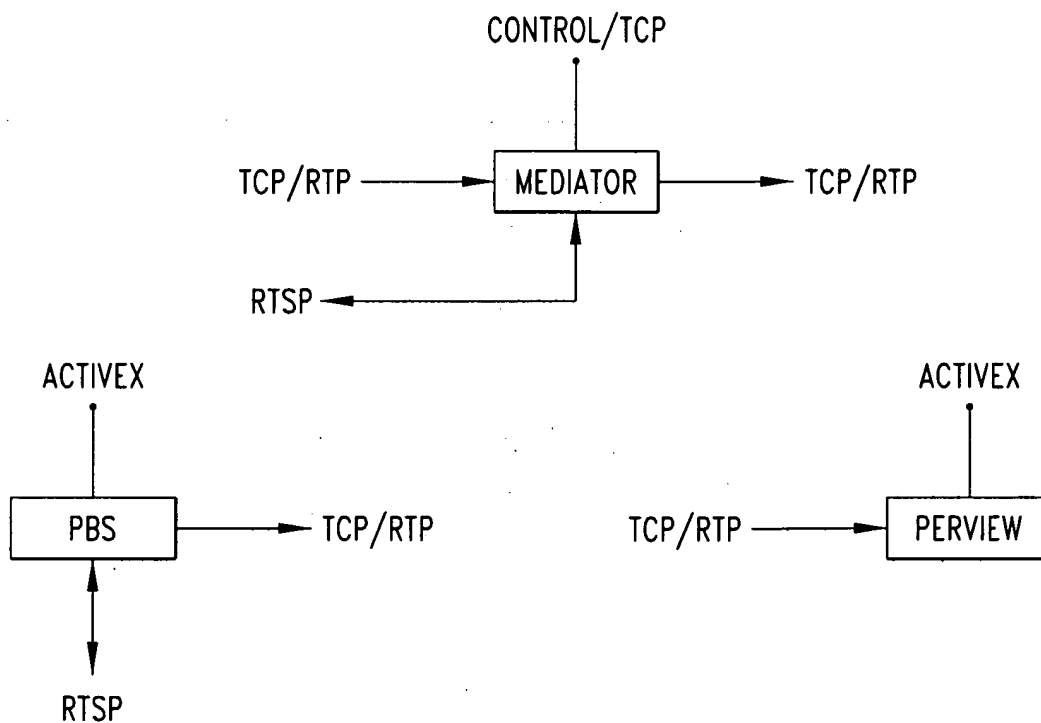 CONTROL/TCP
TCP/RTP
MEDIATOR
TCP/RTP
RTSP
ACTIVEX
ACTIVEX
PBS
TCP/RTP
TCP/RTP
PERVIEW
RTSP